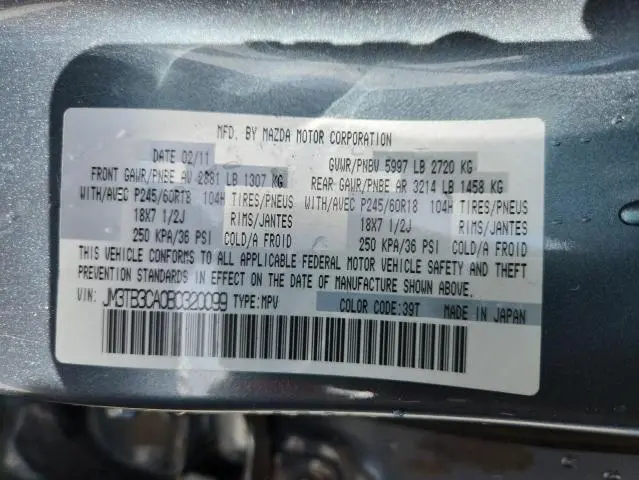 MFD. BY MAZDA MOTOR CORPORATION
DATE 02/11 GVWR/PNBV 5997 LB 2720 KG
FRONT GAWR/PNBE AV 2881 LB 1307 KG REAR GAWR/PNBE AR 3214 LB 1458 KG
WITH/AVEC P245/60R18 104H TIRES/PNEUS WITH/AVEC P245/60R18 104H TIRES/PNEUS
18X7 1/2J RIMS/JANTES 18X7 1/2J RIMS/JANTES
250 KPA/36 PSI COLD/A FROID 250 KPA/36 PSI COLD/A FROID
THIS VEHICLE CONFORMS TO ALL APPLICABLE FEDERAL MOTOR VEHICLE SAFETY AND THEFT
PREVENTION STANDARDS IN EFFECT ON THE DATE OF MANUFACTURE SHOWN ABOVE.
VIN: JM3TB3CA0B0320099 TYPE:MPV COLOR CODE:39T MADE IN JAPAN